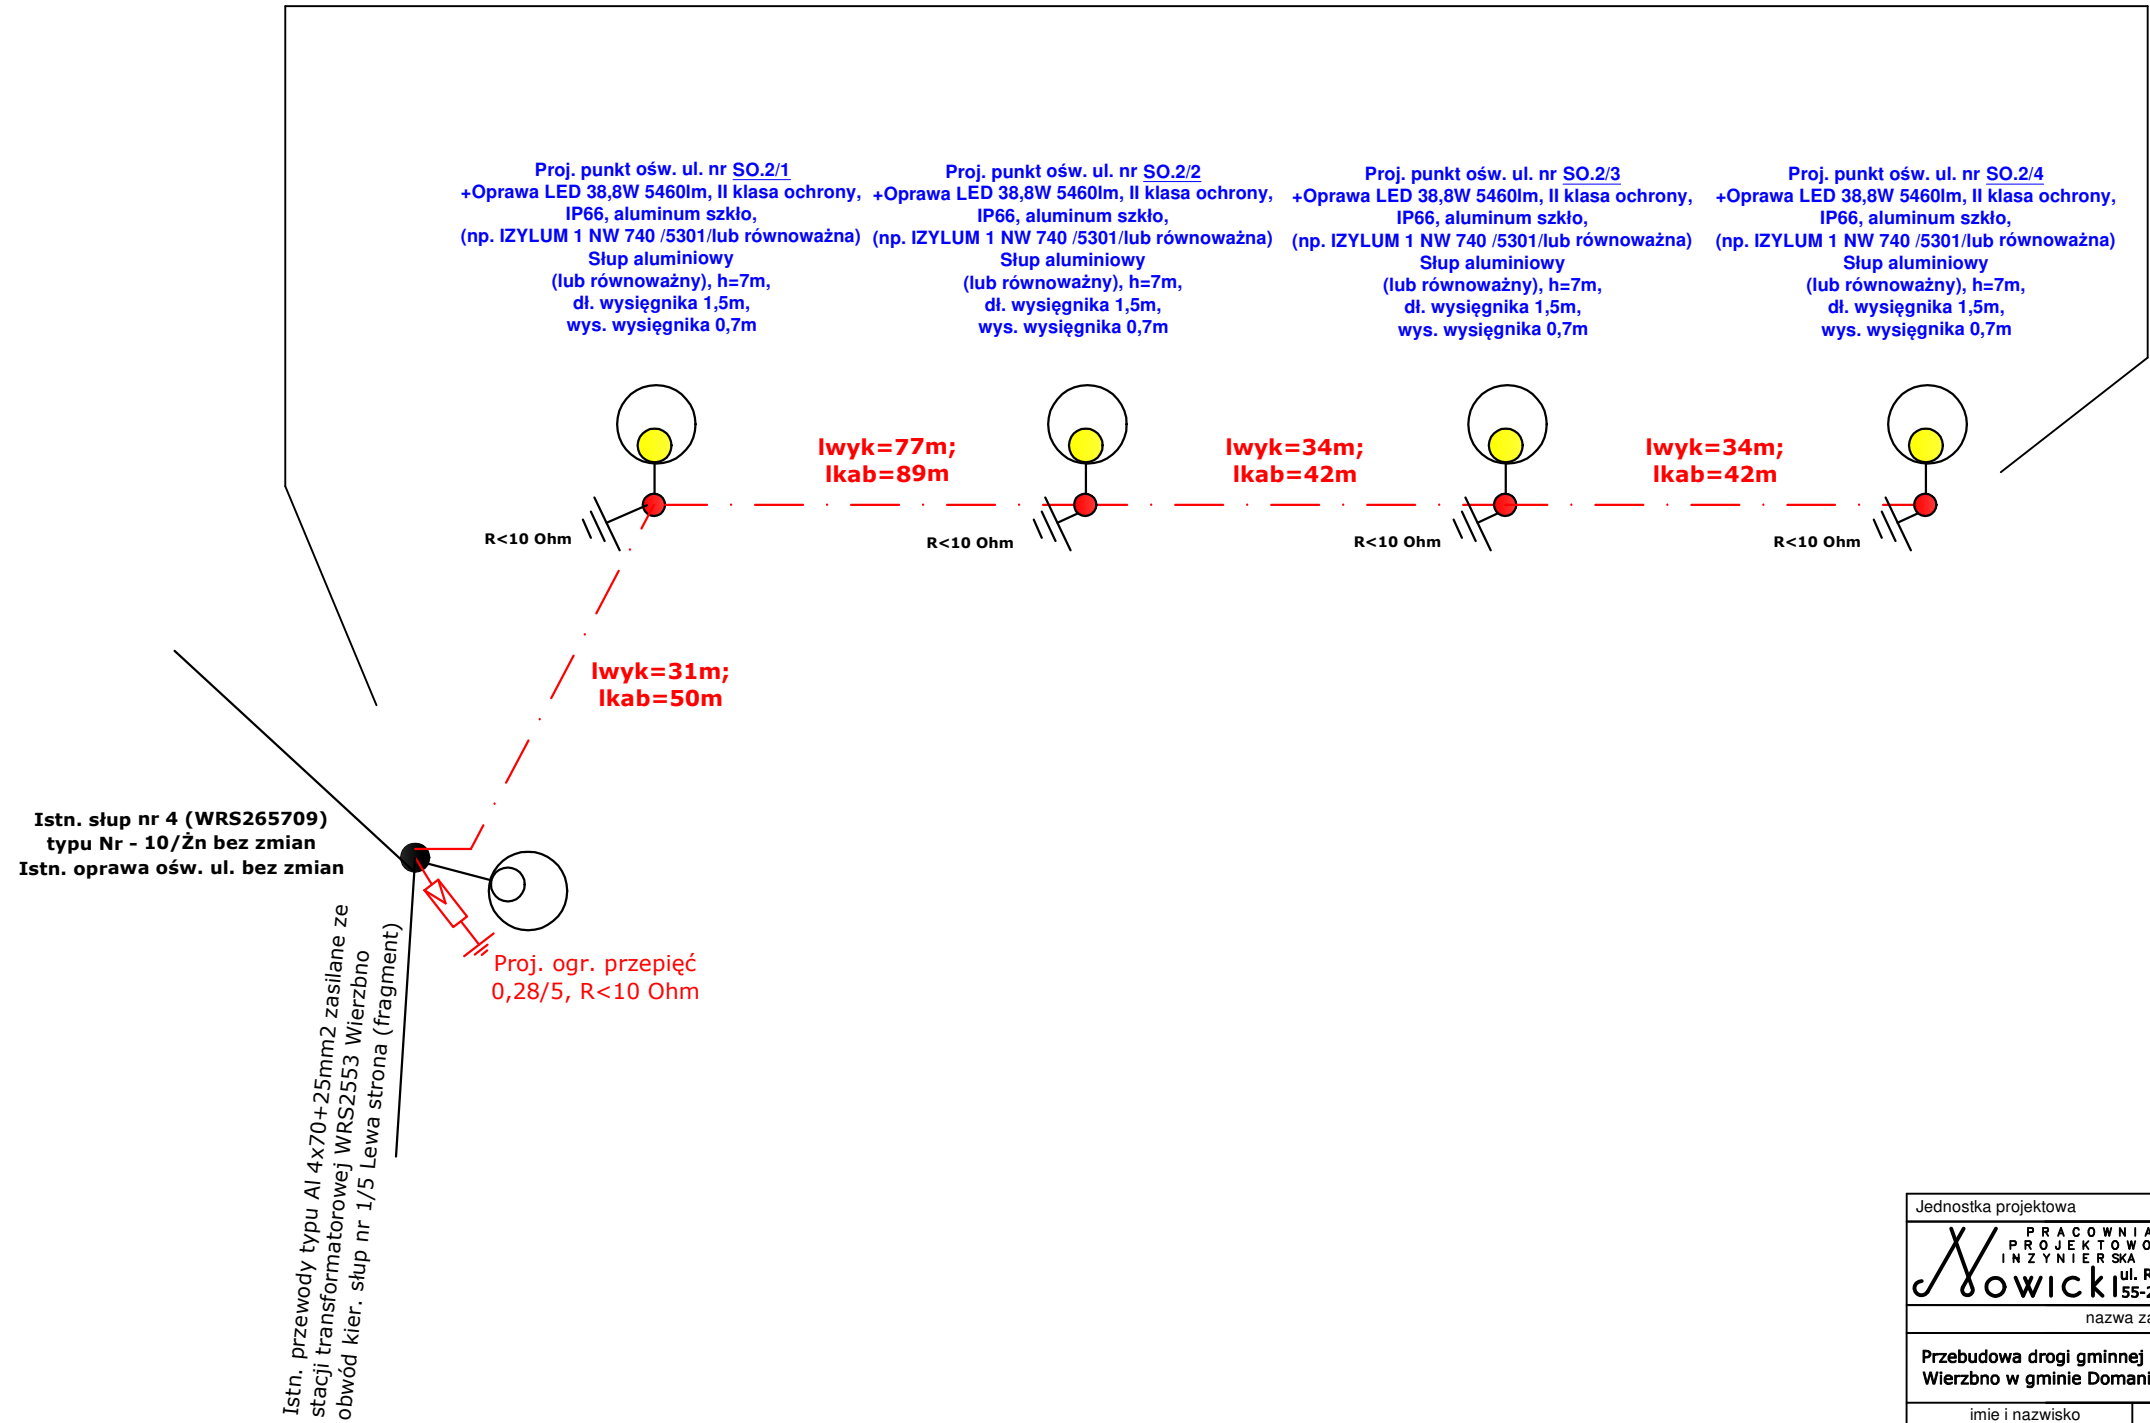 Proj. punkt ośw. ul. nr SO.2/1
+Oprawa LED 38,8W 5460lm, II klasa ochrony,
IP66, aluminum szkło,
(np. IZYLUM 1 NW 740 /5301/lub równoważna)
Słup aluminiowy
(lub równoważny), h=7m,
dł. wysięgnika 1,5m,
wys. wysięgnika 0,7m
Proj. punkt ośw. ul. nr SO.2/2
+Oprawa LED 38,8W 5460lm, II klasa ochrony,
IP66, aluminum szkło,
(np. IZYLUM 1 NW 740 /5301/lub równoważna)
Słup aluminiowy
(lub równoważny), h=7m,
dł. wysięgnika 1,5m,
wys. wysięgnika 0,7m
Proj. punkt ośw. ul. nr SO.2/3
+Oprawa LED 38,8W 5460lm, II klasa ochrony,
IP66, aluminum szkło,
(np. IZYLUM 1 NW 740 /5301/lub równoważna)
Słup aluminiowy
(lub równoważny), h=7m,
dł. wysięgnika 1,5m,
wys. wysięgnika 0,7m
Proj. punkt ośw. ul. nr SO.2/4
+Oprawa LED 38,8W 5460lm, II klasa ochrony,
IP66, aluminum szkło,
(np. IZYLUM 1 NW 740 /5301/lub równoważna)
Słup aluminiowy
(lub równoważny), h=7m,
dł. wysięgnika 1,5m,
wys. wysięgnika 0,7m
lwyk=77m;
lkab=89m
lwyk=34m;
lkab=42m
lwyk=34m;
lkab=42m
R<10 Ohm
R<10 Ohm
R<10 Ohm
R<10 Ohm
lwyk=31m;
lkab=50m
Istn. słup nr 4 (WRS265709)
typu Nr - 10/Żn bez zmian
Istn. oprawa ośw. ul. bez zmian
Proj. ogr. przepięć
0,28/5, R<10 Ohm
Istn. przewody typu Al 4x70+25mm2 zasilane ze
stacji transformatorowej WRS2553 Wierzbno
obwód kier. słup nr 1/5 Lewa strona (fragment)
Jednostka projektowa
PRACOWNIA
PROJEKTOWO
INZYNIERSKA
Nowicki
ul. R
55-2
nazwa za
Przebudowa drogi gminnej
Wierzbno w gminie Domani
imie i nazwisko